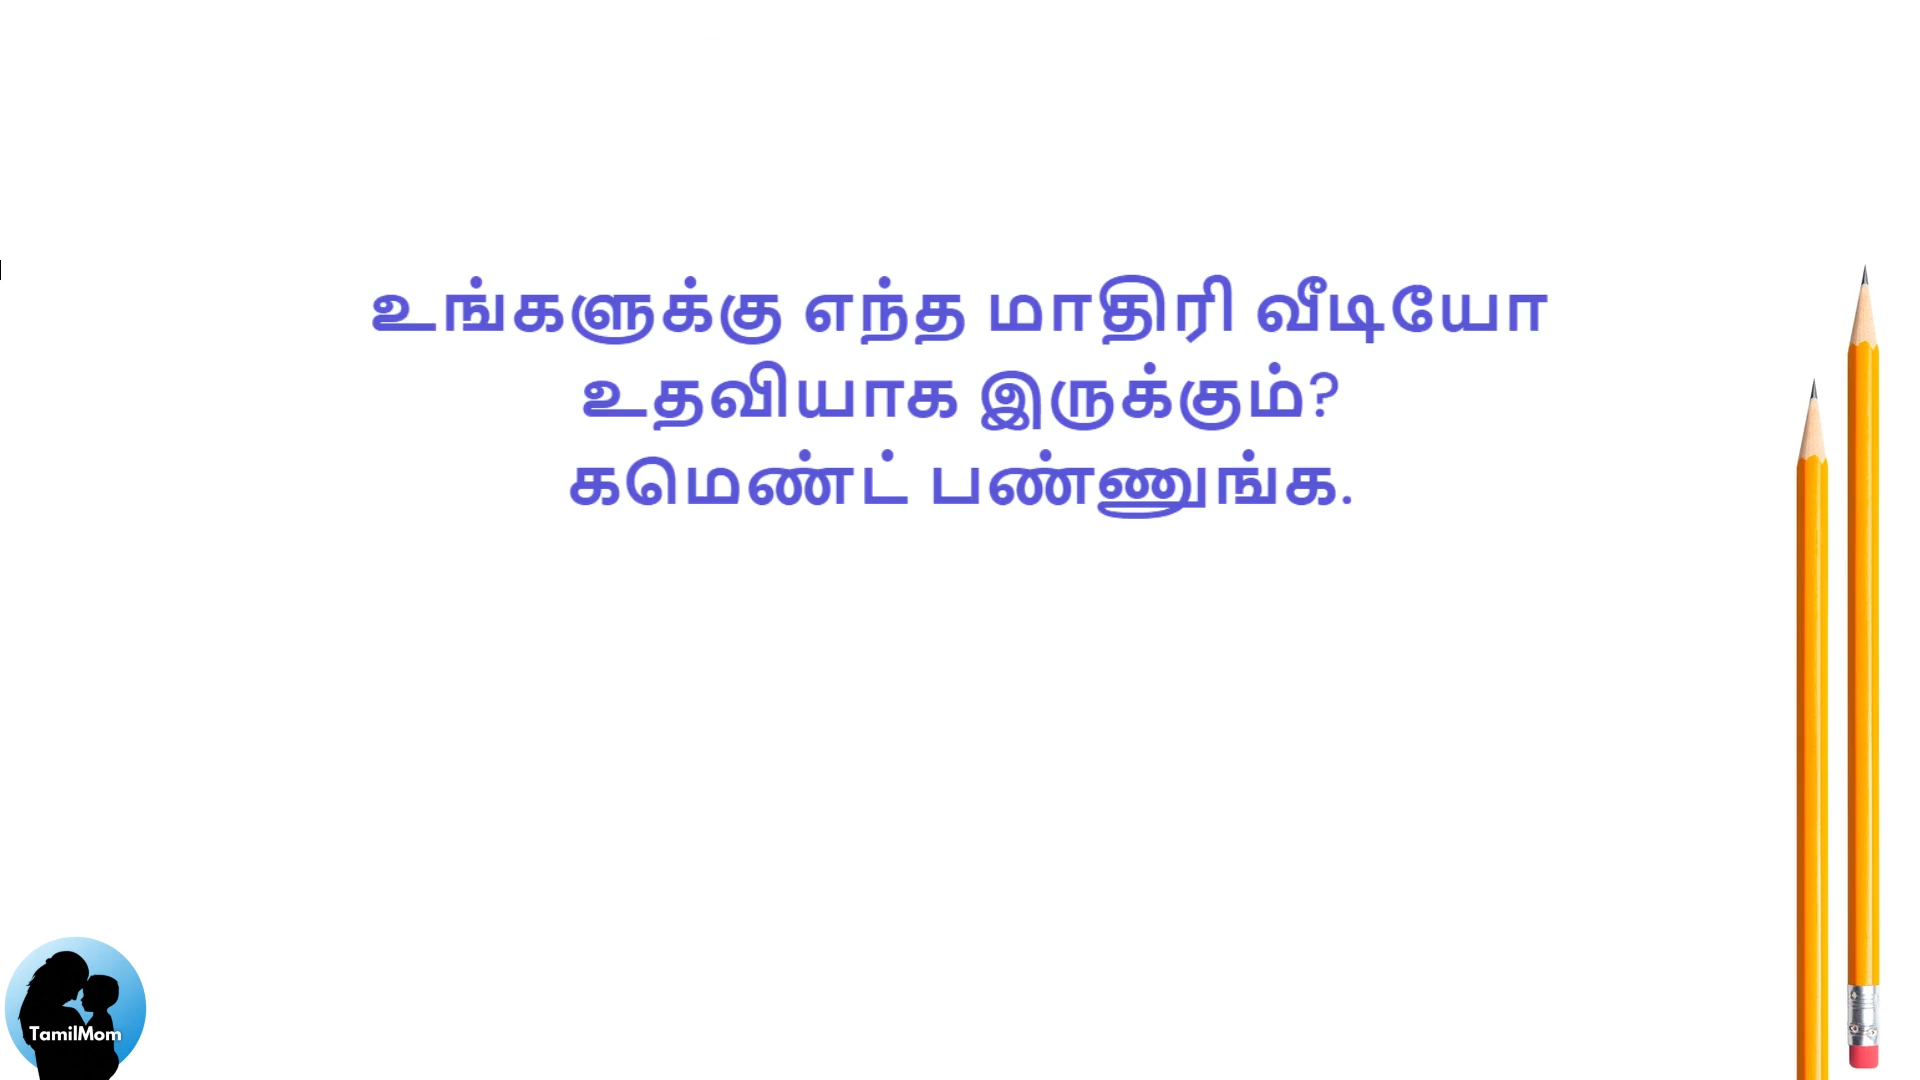 உங்களுக்கு எந்த மாதிரி வீடியோ
உதவியாக இருக்கும்?
கமெண்ட் பண்ணுங்க.
TamilMom